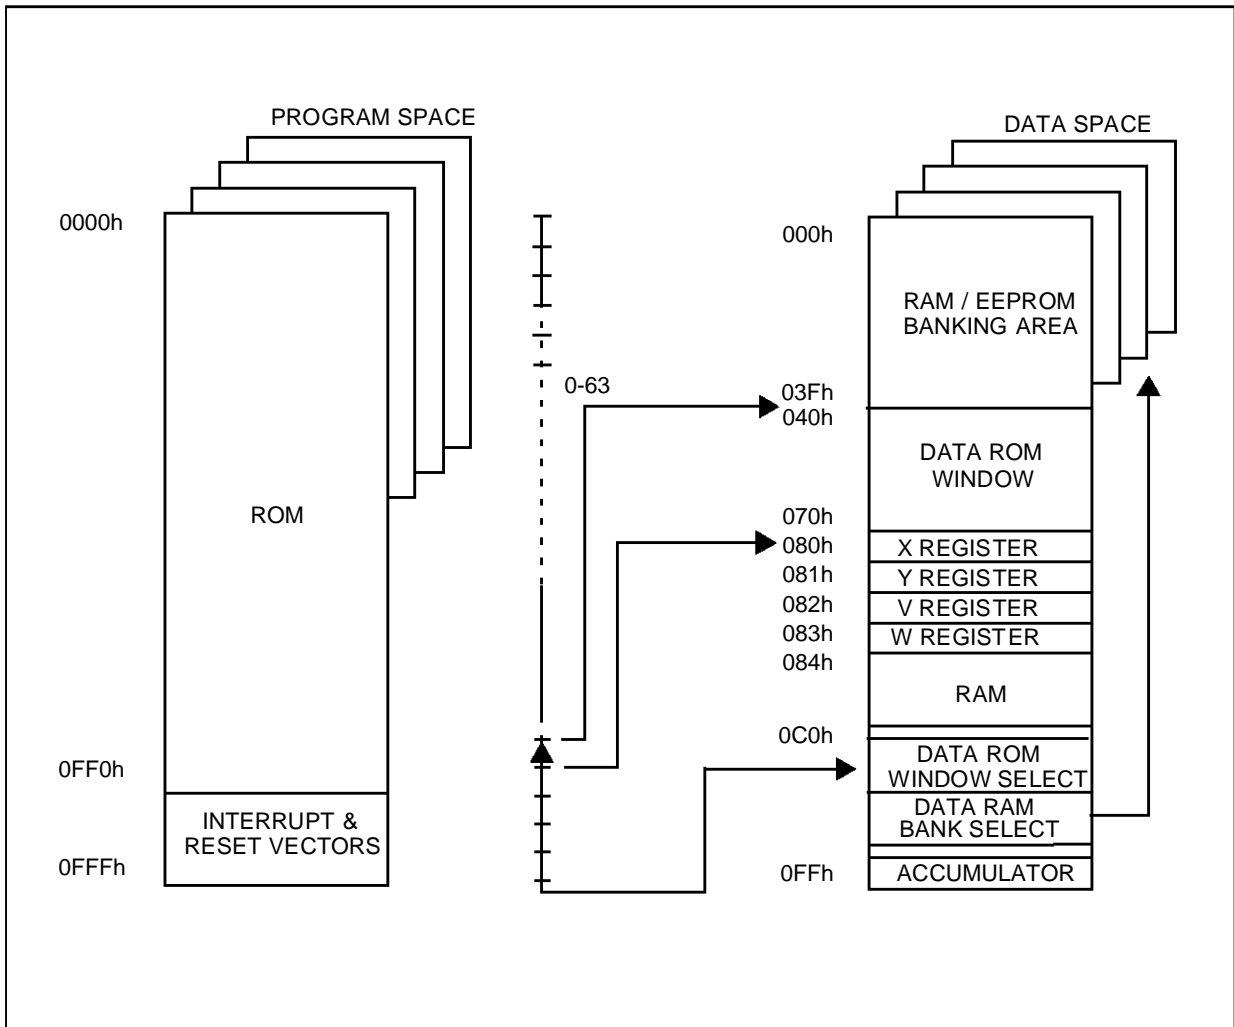 PROGRAM SPACE
0000h
ROM
0FF0h
INTERRUPT &
RESET VECTORS
0FFFh
0-63
DATA SPACE
000h
RAM / EEPROM
BANKING AREA
03Fh
040h
DATA ROM
WINDOW
070h
080h
X REGISTER
081h
Y REGISTER
082h
V REGISTER
083h
W REGISTER
084h
RAM
0C0h
DATA ROM
WINDOW SELECT
DATA RAM
BANK SELECT
0FFh
ACCUMULATOR